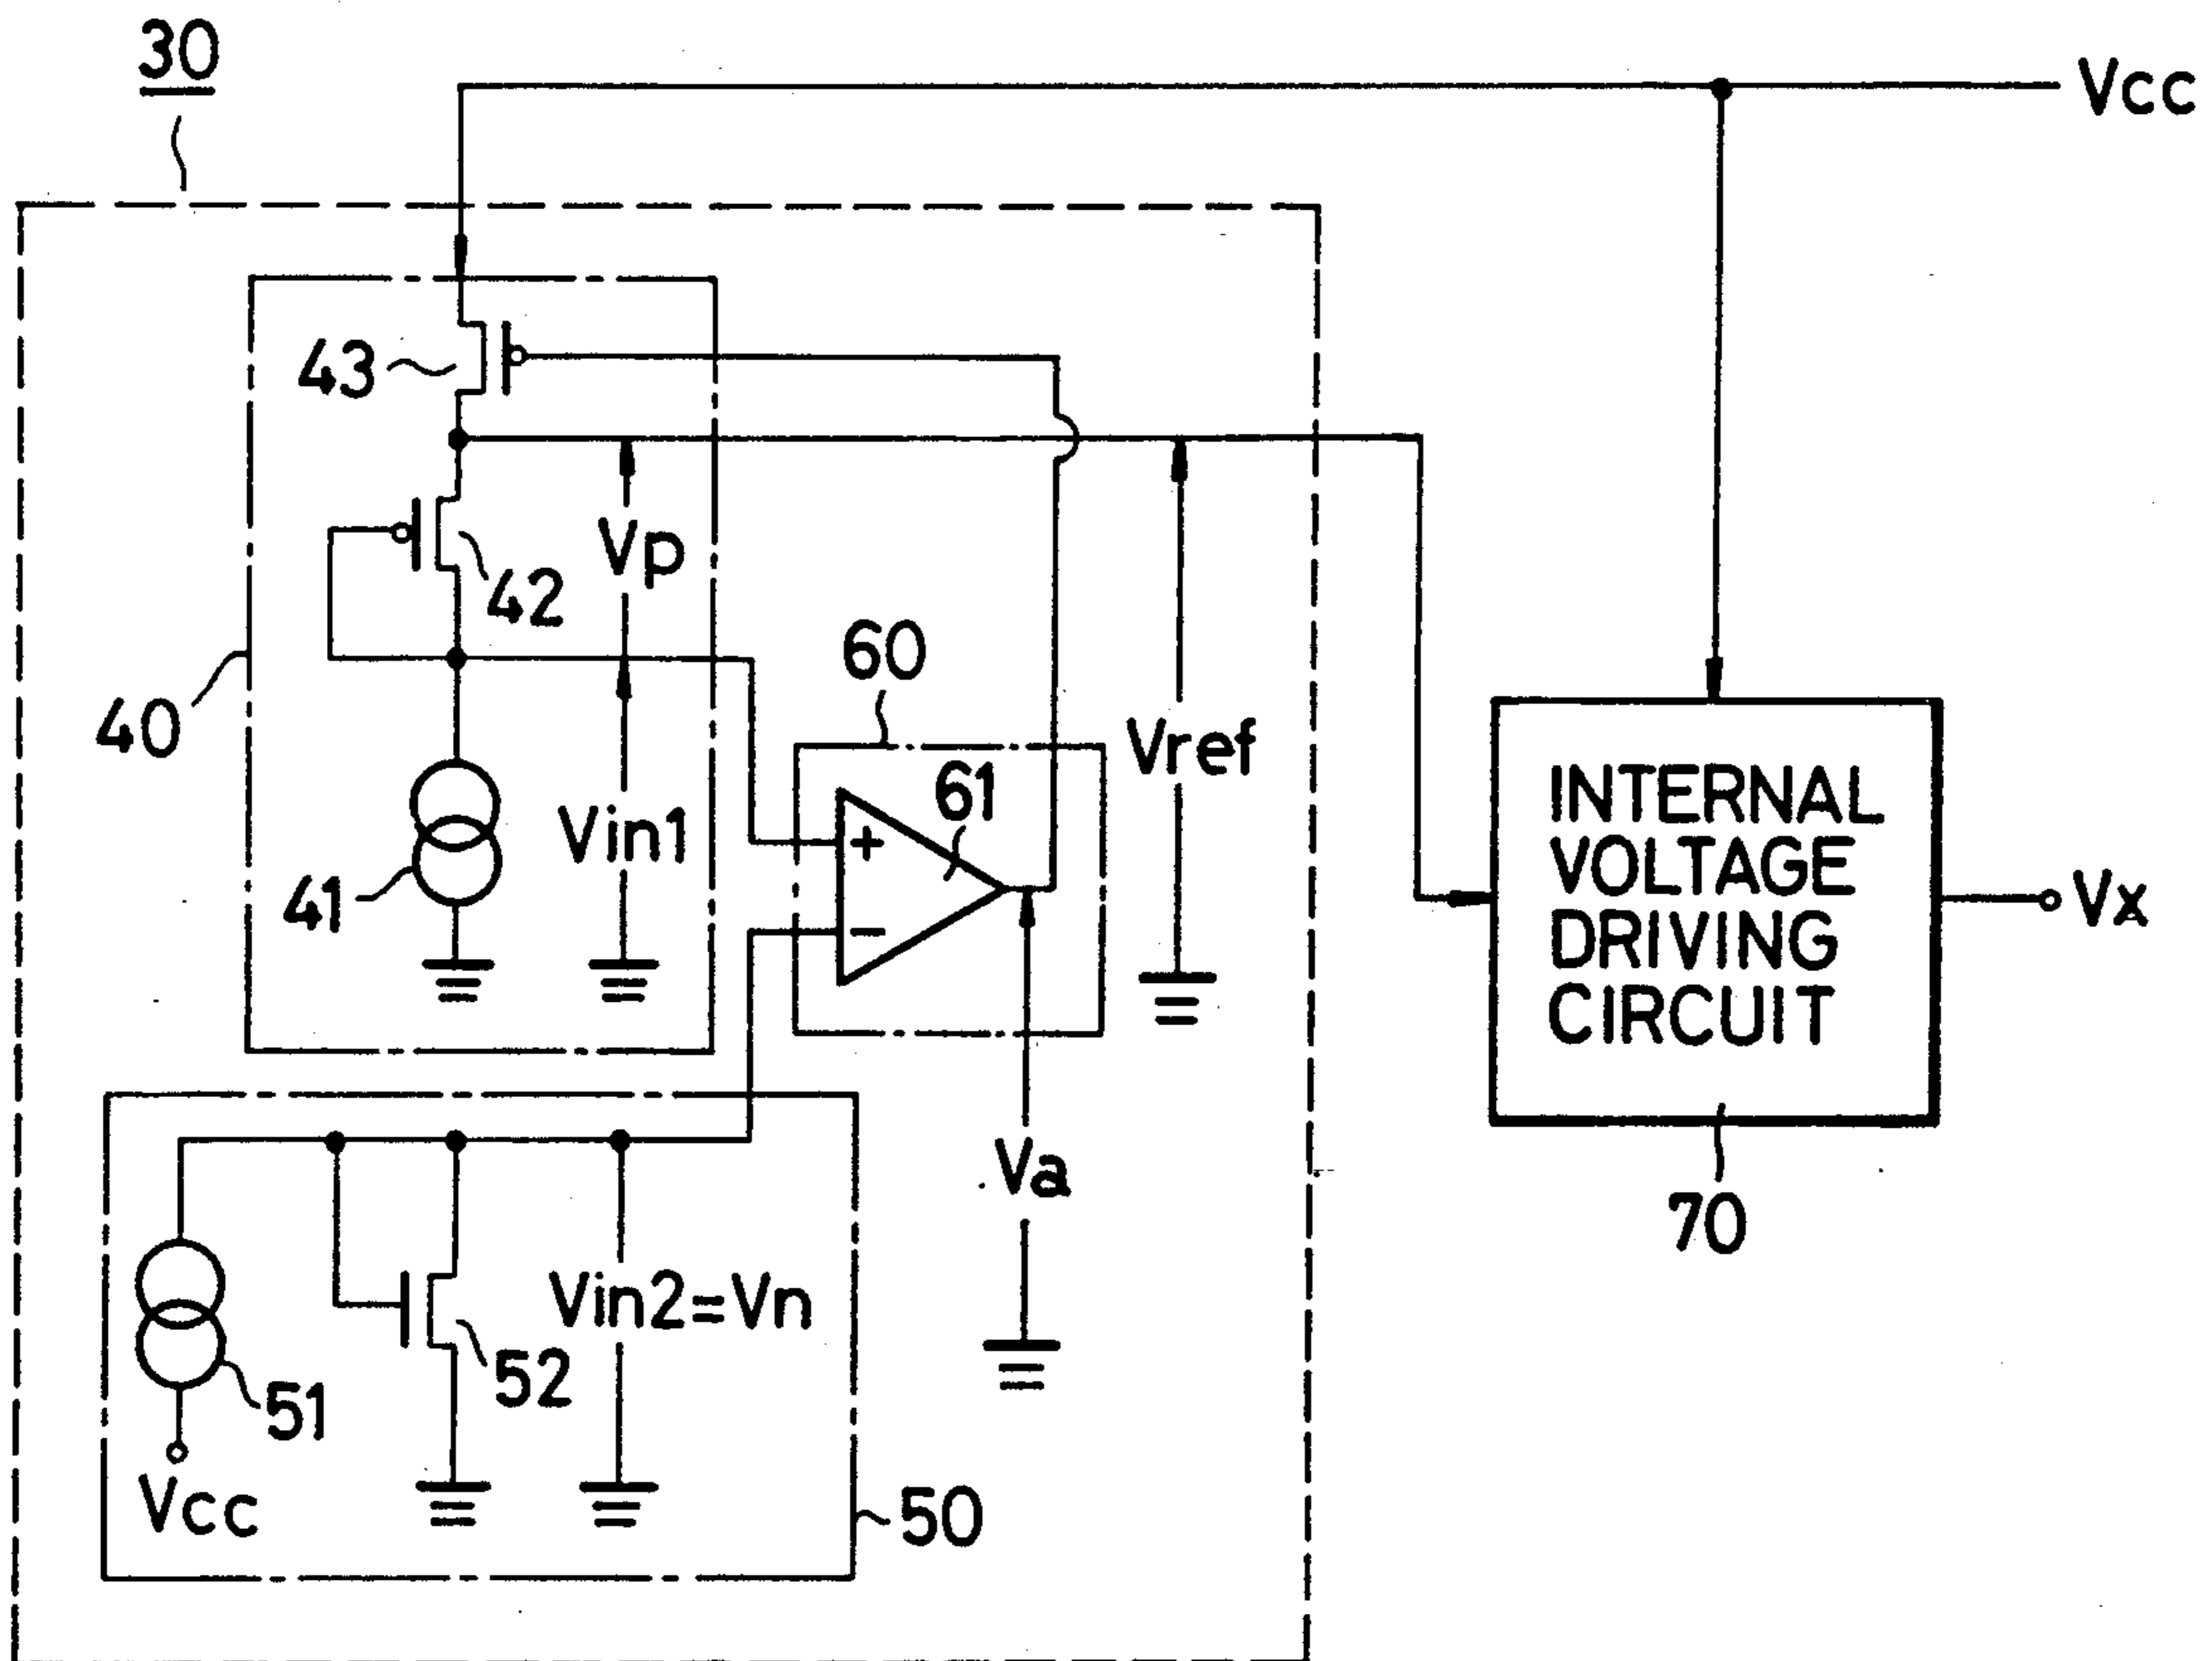 30
Vcc
43
Vp
42
40
60
Vref
61
+
Vin1
41
−
INTERNAL
VOLTAGE
DRIVING
CIRCUIT
Vx
Va
70
Vin2=Vn
52
51
Vcc
50